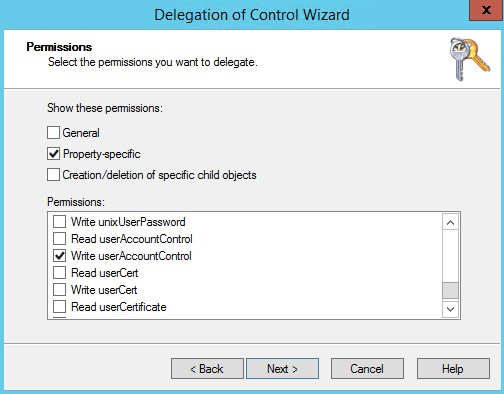 Delegation of Control Wizard
x
Permissions
Select the permissions you want to delegate.
Show these permissions:
General
Property-specific
Creation/deletion of specific child objects
Permissions:
Write unixUserPassword
Read userAccountControl
Write userAccountControl
Read userCert
Write userCert
Read userCertificate
< Back
Next >
Cancel
Help